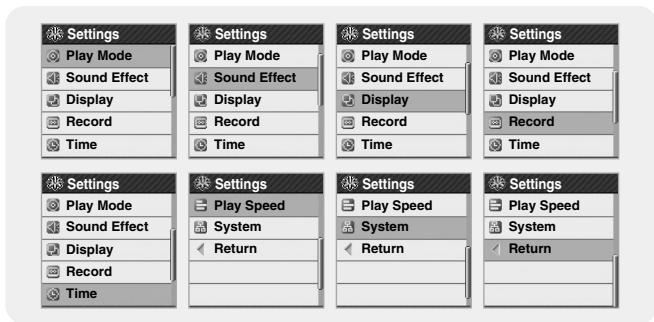 Settings
Play Mode
Sound Effect
Display
Record
Time
Settings
Play Mode
Sound Effect
Display
Record
Time
Settings
Play Mode
Sound Effect
Display
Record
Time
Settings
Play Mode
Sound Effect
Display
Record
Time
Settings
Play Mode
Sound Effect
Display
Record
Time
Settings
Play Speed
System
Return
Settings
Play Speed
System
Return
Settings
Play Speed
System
Return